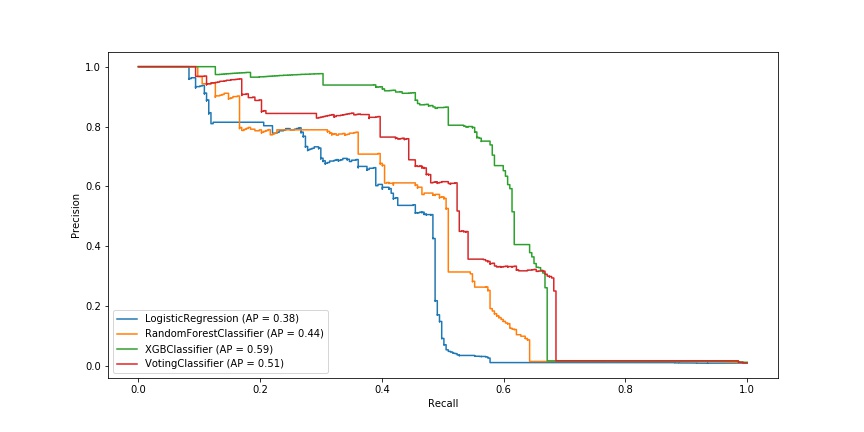 1.0
0.8
0.6
0.4
0.2
0.0
Precision
LogisticRegression (AP = 0.38)
RandomForestClassifier (AP = 0.44)
XGBClassifier (AP = 0.59)
VotingClassifier (AP = 0.51)
0.0 0.2 0.4 0.6 0.8 1.0
Recall